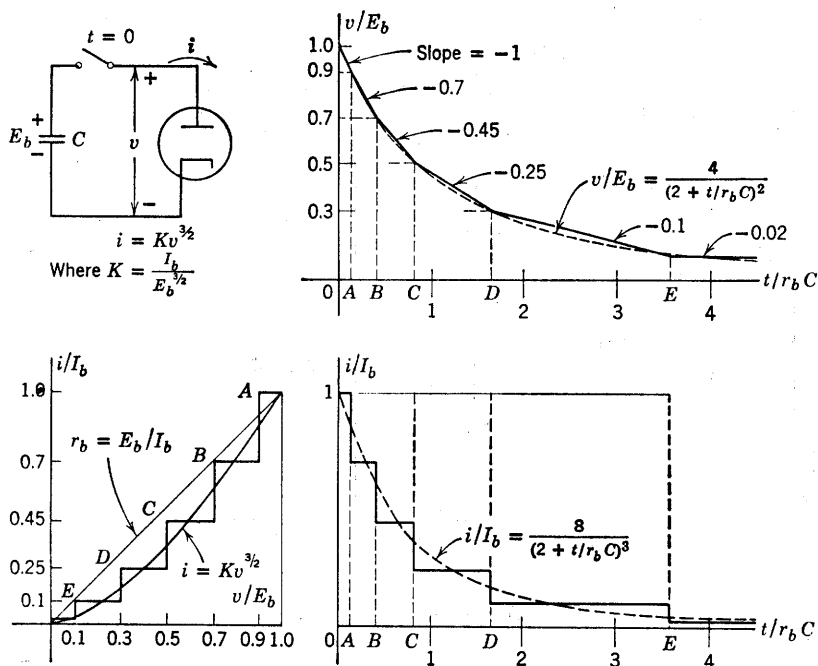 t = 0
i
+
+
E_b
C
v
−
−
i = Kv^{3/2}
Where K = I_b / E_b^{3/2}
v/E_b
1.0
0.9
0.7
0.5
0.3
0
Slope = −1
−0.7
−0.45
−0.25
v/E_b = 4 / (2 + t/r_b C)^2
−0.1
−0.02
A B C 1 D 2 3 E 4
t/r_b C
i/I_b
1.0
0.7
0.45
0.25
0.1
A
B
C
D
E
r_b = E_b/I_b
i = Kv^{3/2}
v/E_b
0.1 0.3 0.5 0.7 0.9 1.0
i/I_b
1
i/I_b = 8 / (2 + t/r_b C)^3
0 A B C 1 D 2 3 E 4
t/r_b C